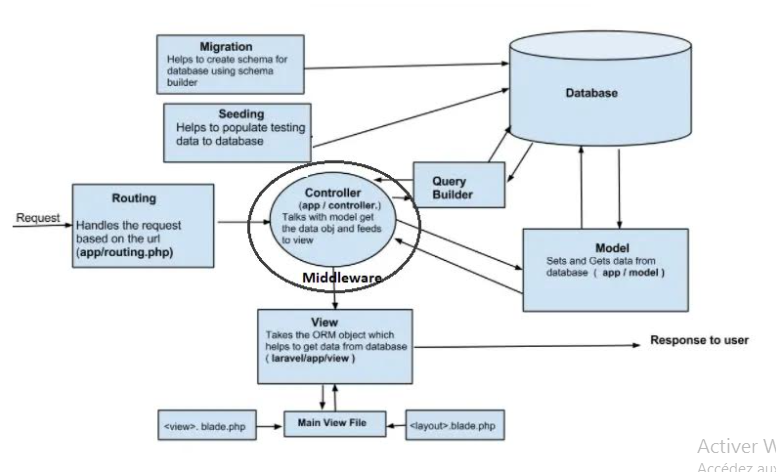 Migration
Helps to create schema for
database using schema
builder
Database
Seeding
Helps to populate testing
data to database
Query
Builder
Controller
(app / controller.)
Talks with model get
the data obj and feeds
to view
Middleware
Request
Routing
Handles the request
based on the url
(app/routing.php)
Model
Sets and Gets data from
database ( app / model )
View
Takes the ORM object which
helps to get data from database
( laravel/app/view )
Response to user
<view>. blade.php
Main View File
<layout>.blade.php
Activer W
Accédez aux